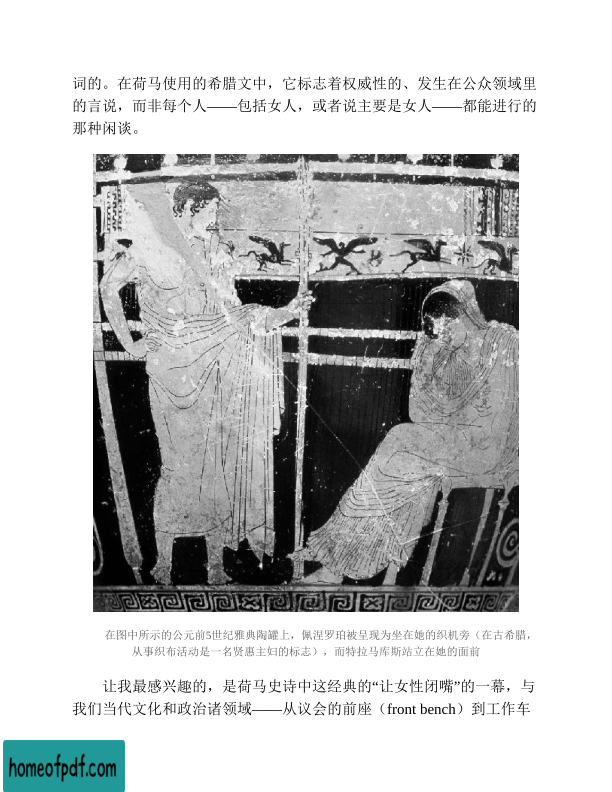 词的。在荷马使用的希腊文中，它标志着权威性的、发生在公众领域里
的言说，而非每个人——包括女人，或者说主要是女人——都能进行的
那种闲谈。
在图中所示的公元前5世纪雅典陶罐上，佩涅罗珀被呈现为坐在她的织机旁（在古希腊，
从事织布活动是一名贤惠主妇的标志），而特拉马库斯站立在她的面前
让我最感兴趣的，是荷马史诗中这经典的“让女性闭嘴”的一幕，与
我们当代文化和政治诸领域——从议会的前座（front bench）到工作车
homeofpdf.com